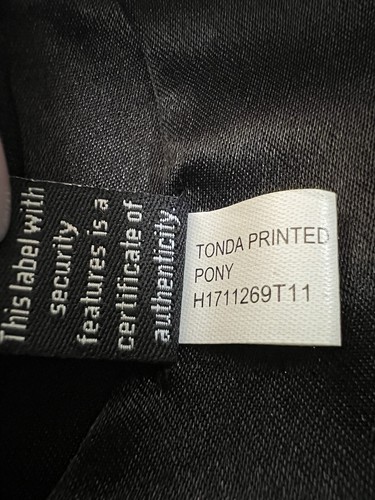 This label with
security
features is a
certificate of
authenticity
TONDA PRINTED
PONY
H1711269T11